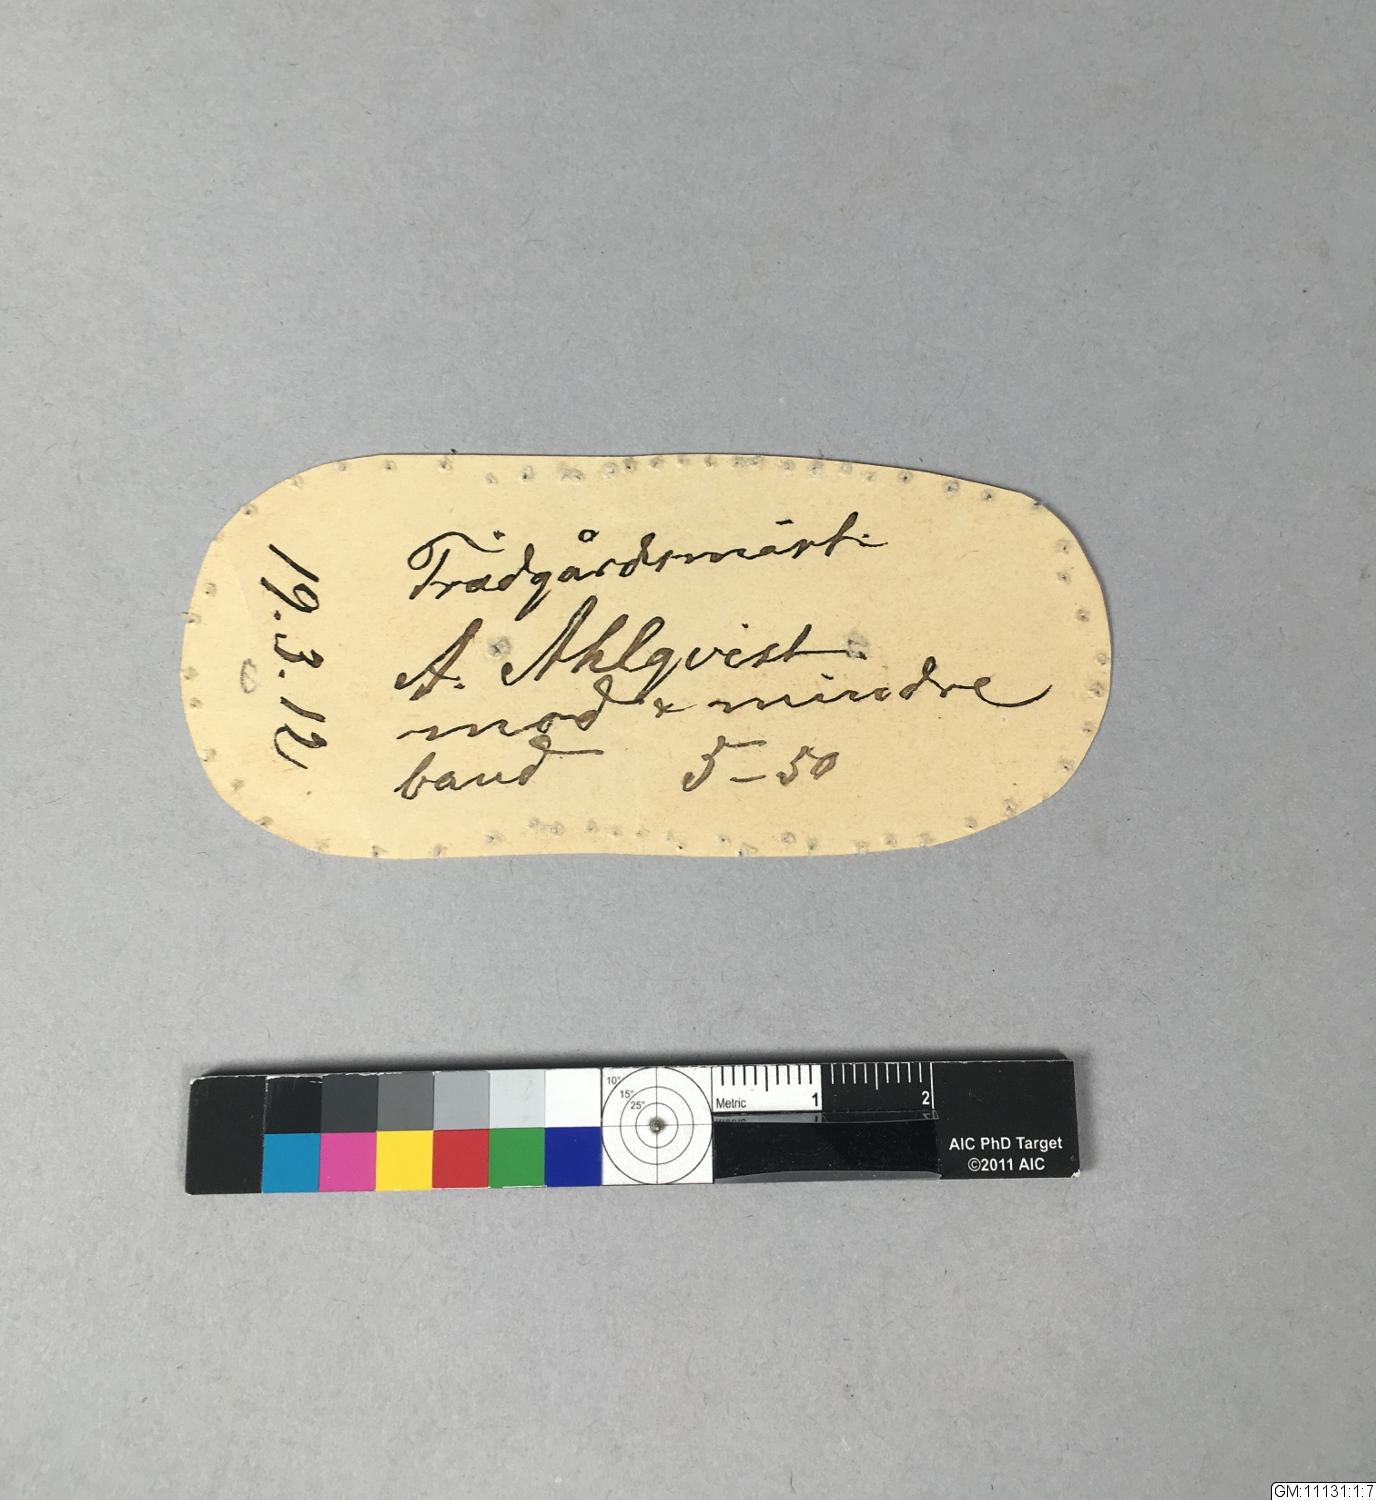 Trädgårdsmäst.
A. Ahlqvist.
mod x mindre
band 5-50
19.3.12
10°
15°
25°
Metric 1 2
AIC PhD Target
©2011 AIC
GM:11131:1:7